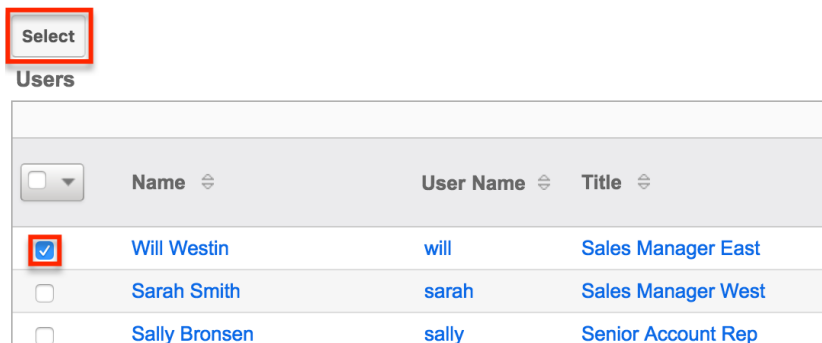 Select
Users
Name User Name Title
Will Westin will Sales Manager East
Sarah Smith sarah Sales Manager West
Sally Bronsen sally Senior Account Rep